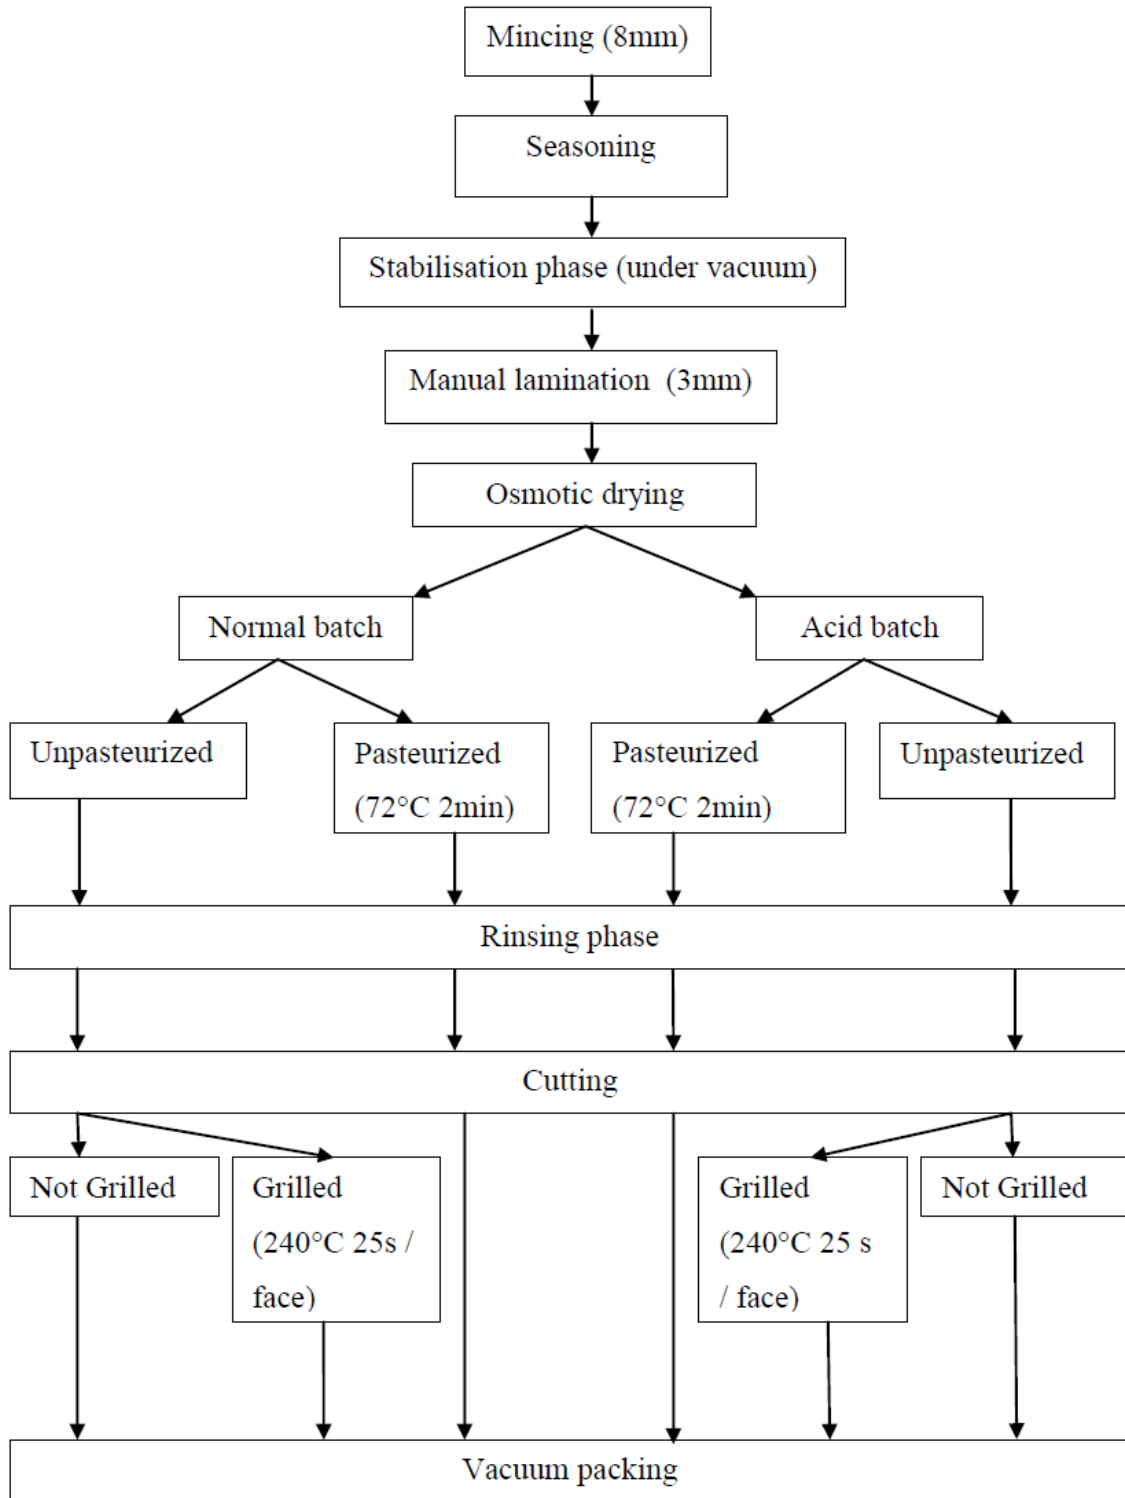 Mincing (8mm)
Seasoning
Stabilisation phase (under vacuum)
Manual lamination  (3mm)
Osmotic drying
Normal batch
Acid batch
Unpasteurized
Pasteurized
(72°C 2min)
Pasteurized
(72°C 2min)
Unpasteurized
Rinsing phase
Cutting
Not Grilled
Grilled
(240°C 25s /
face)
Grilled
(240°C 25 s
/ face)
Not Grilled
Vacuum packing